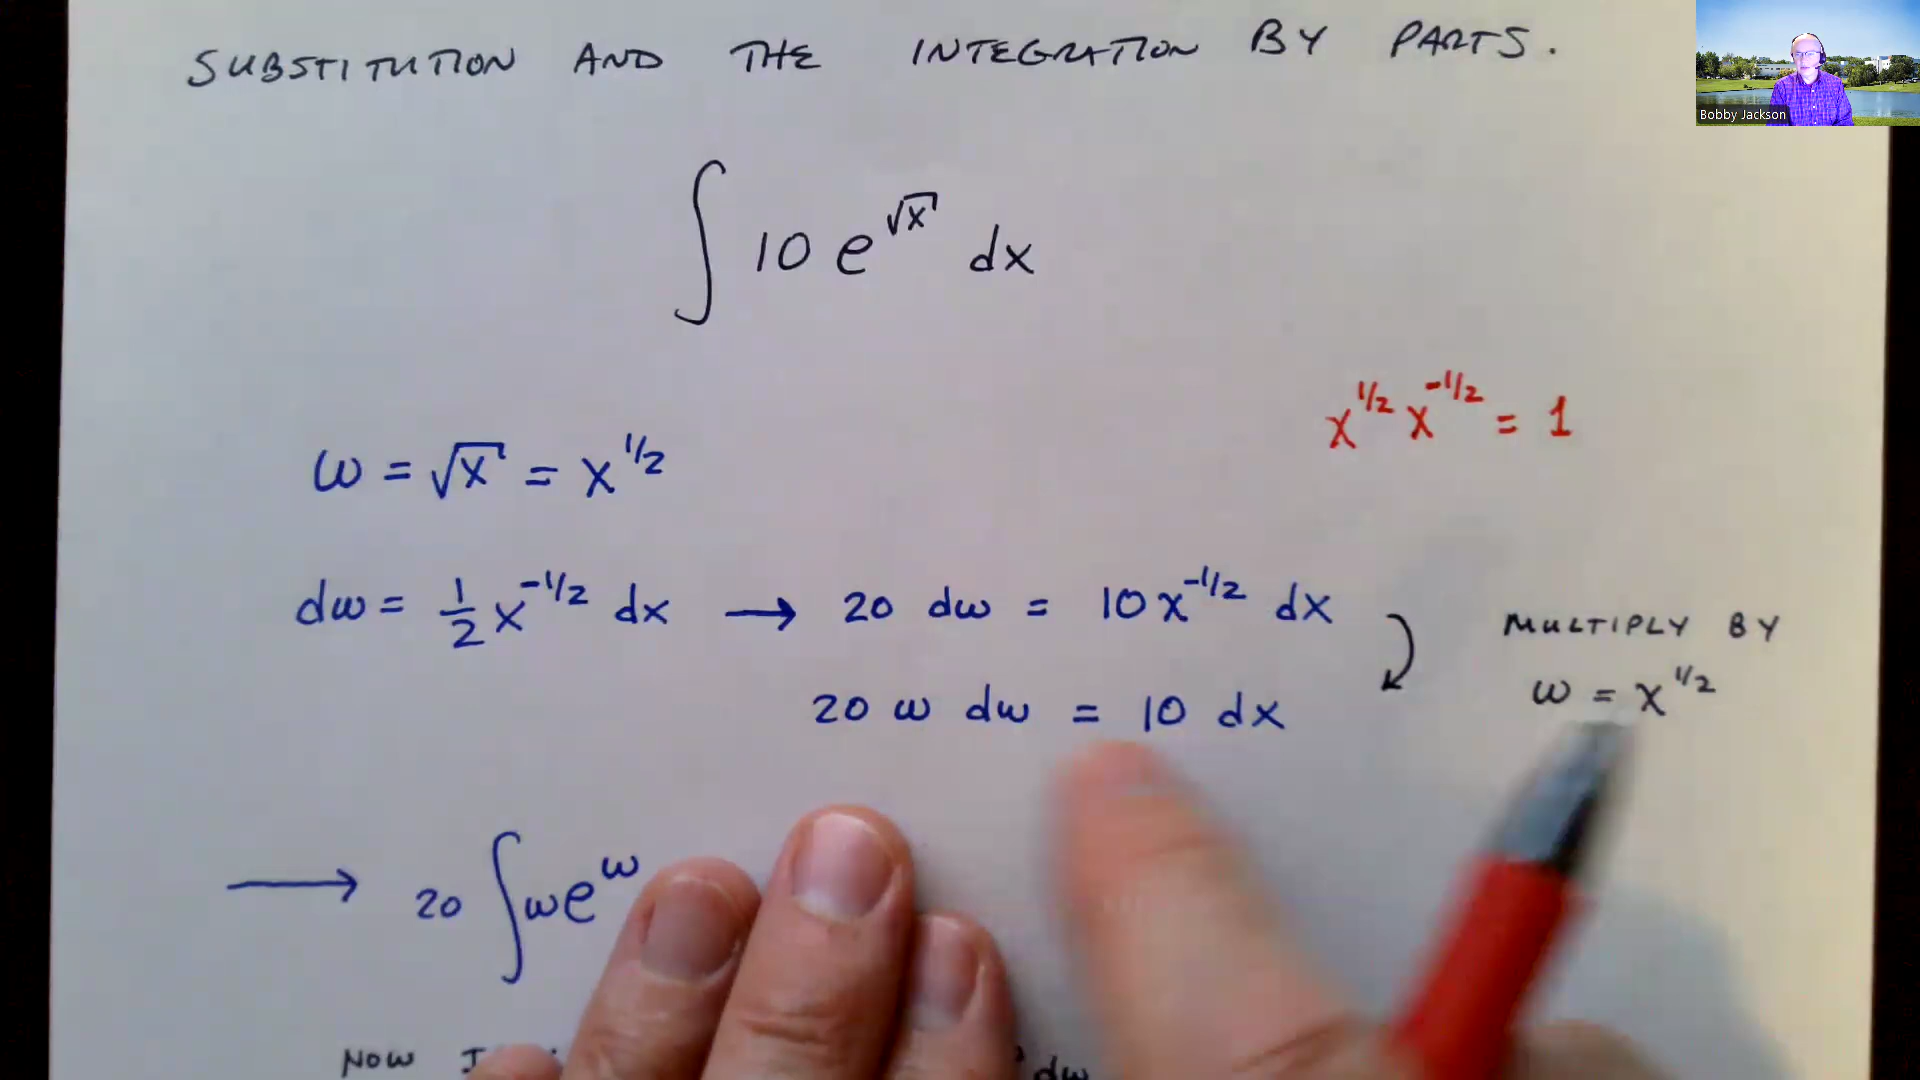 SUBSTITUTION AND THE INTEGRATION BY PARTS.
Bobby Jackson
∫ 10 e^√x dx
x^1/2 x^-1/2 = 1
w = √x = x^1/2
dw = 1/2 x^-1/2 dx → 20 dw = 10x^-1/2 dx
MULTIPLY BY
w = x^1/2
20 w dw = 10 dx
→ 20 ∫ we^w
NOW
dw